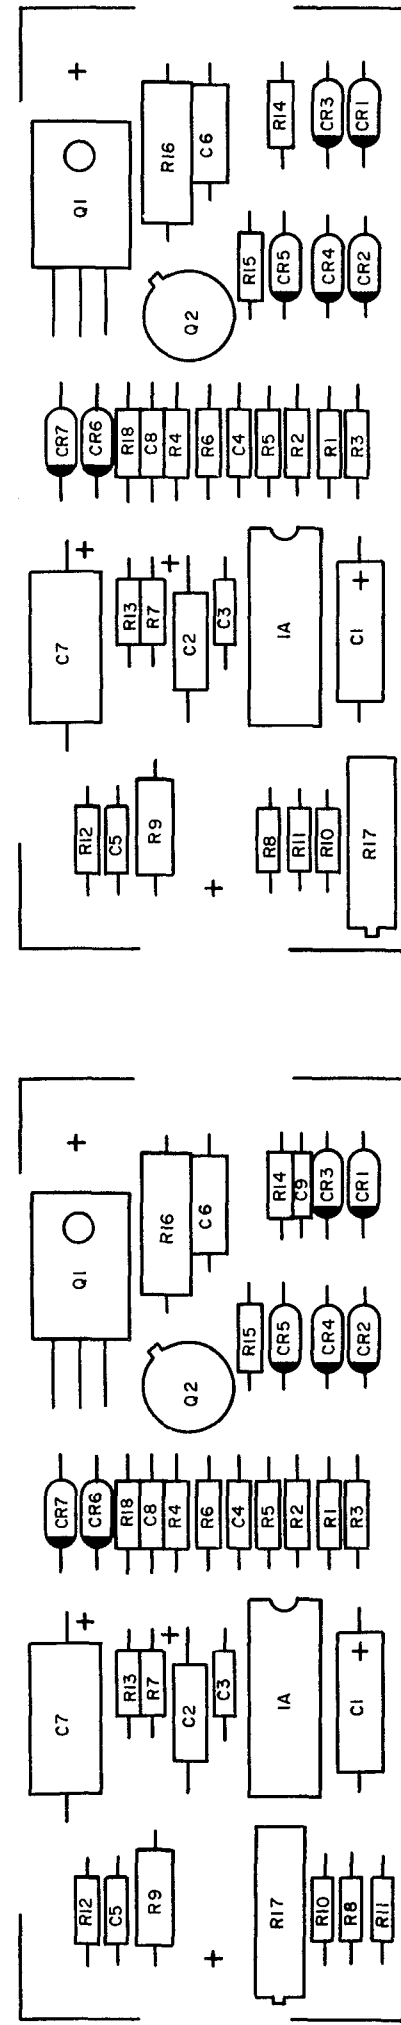 +
Q1
R16
C6
R14
CR3
CR1
Q2
R15
CR5
CR4
CR2
CR7
CR6
R18
C8
R4
R6
C4
R5
R2
R1
R3
C7
+
R13
R7
+
C2
C3
IA
+
C1
R12
C5
R9
+
R8
R11
R10
R17
+
Q1
R16
C6
R14
C9
CR3
CR1
Q2
R15
CR5
CR4
CR2
CR7
CR6
R18
C8
R4
R6
C4
R5
R2
R1
R3
C7
+
R13
R7
+
C2
C3
IA
+
C1
R12
C5
R9
+
R17
R10
R8
R11